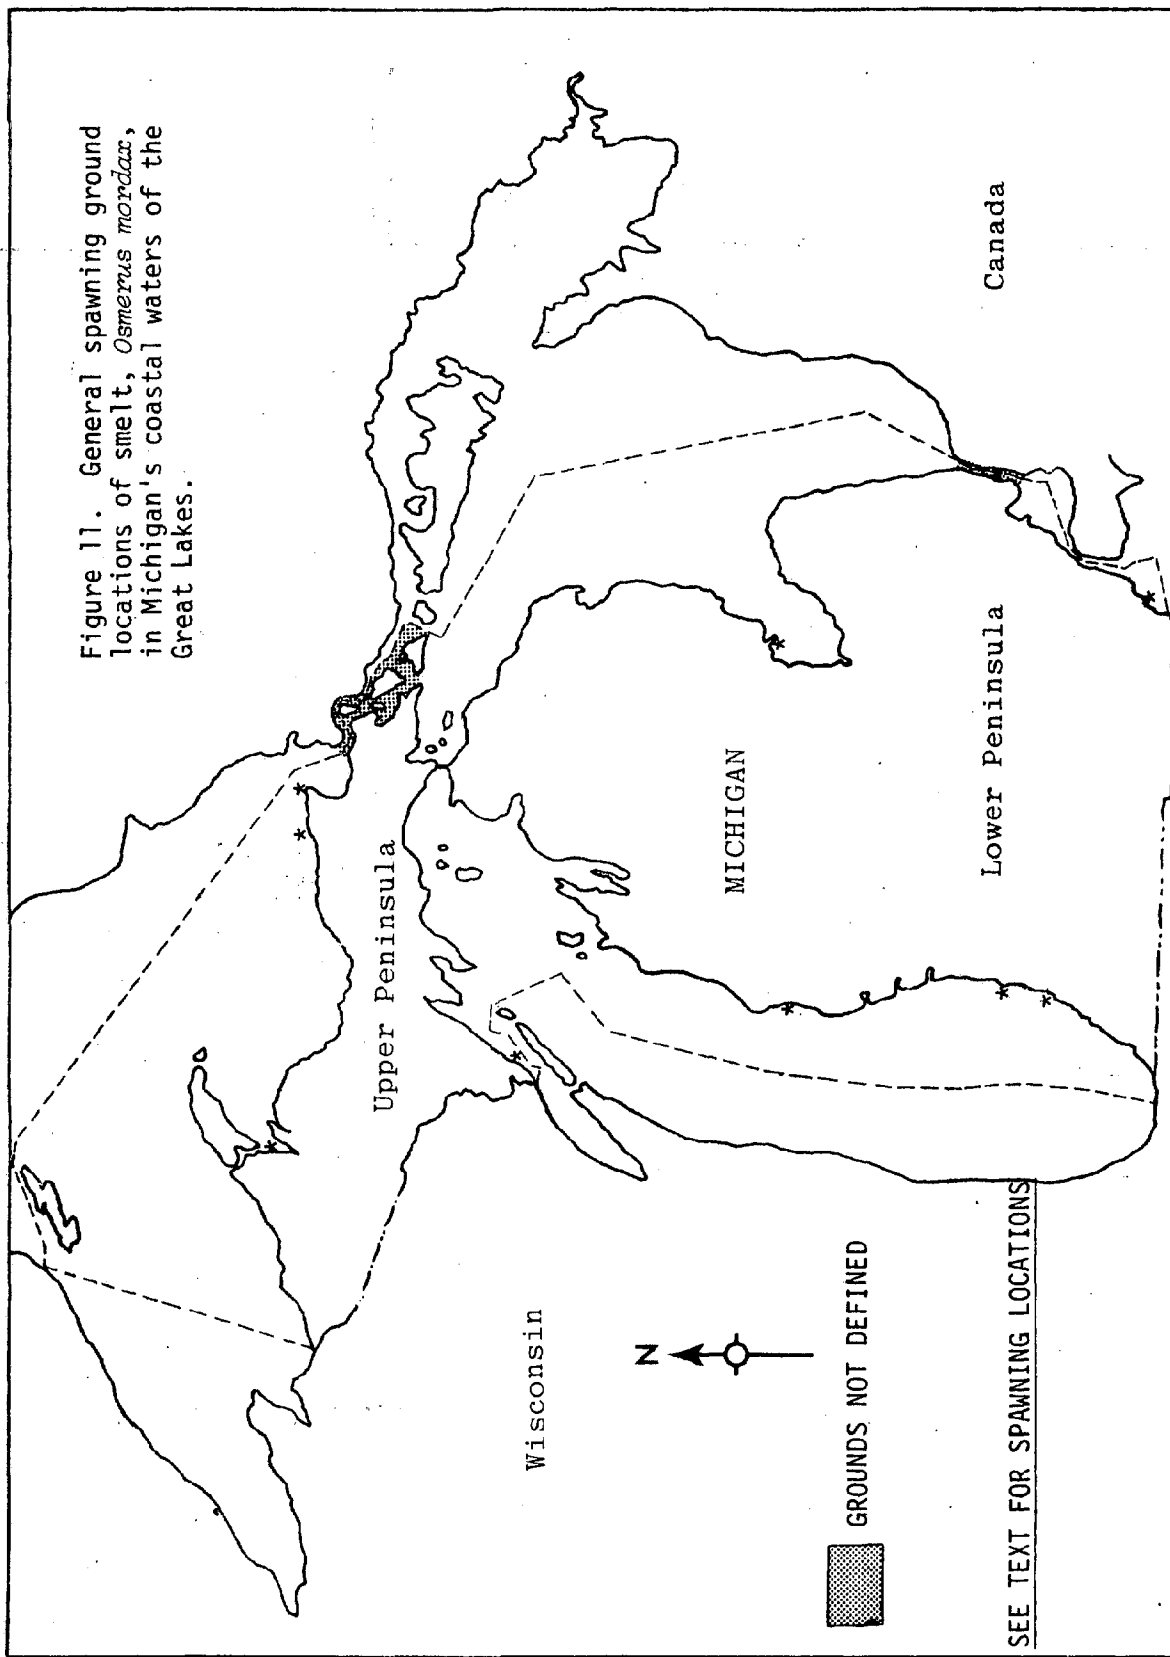 Figure 11. General spawning ground
locations of smelt, Osmerus mordax,
in Michigan's coastal waters of the
Great Lakes.
Canada
Upper Peninsula
MICHIGAN
Lower Peninsula
Wisconsin
N
GROUNDS NOT DEFINED
SEE TEXT FOR SPAWNING LOCATIONS